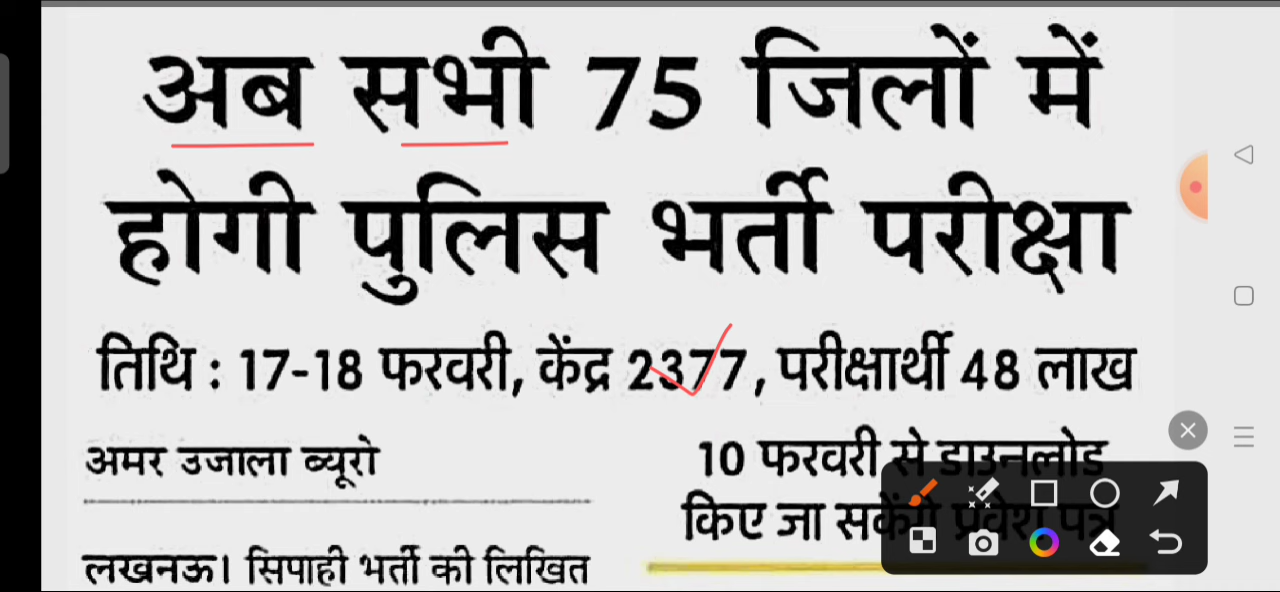 अब सभी 75 जिलों में
होगी पुलिस भर्ती परीक्षा
तिथि : 17-18 फरवरी, केंद्र 2377, परीक्षार्थी 48 लाख
अमर उजाला ब्यूरो
लखनऊ। सिपाही भर्ती की लिखित
10 फरवरी से डाउनलोड
किए जा सकेंगे प्रवेश पत्र